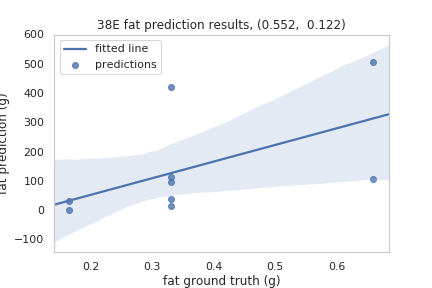 38E fat prediction results, (0.552,  0.122)
600
500
400
300
200
100
0
−100
fitted line
predictions
fat prediction (g)
0.2
0.3
0.4
0.5
0.6
fat ground truth (g)